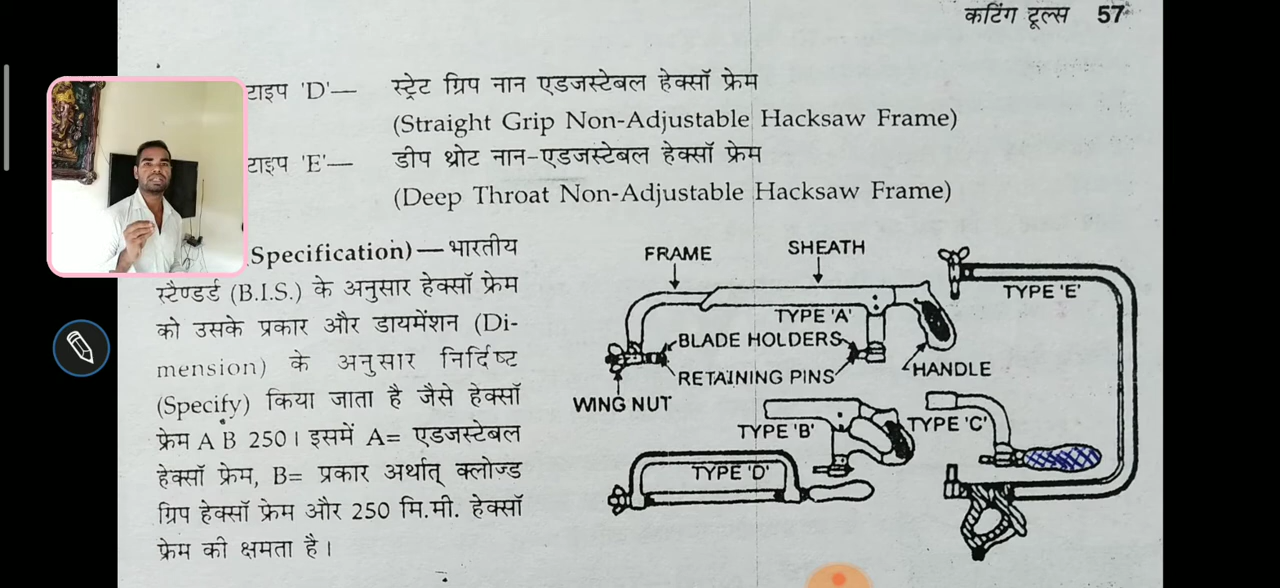 कटिंग टूल्स 57
टाइप 'D'— स्ट्रेट ग्रिप नान एडजस्टेबल हेक्सॉ फ्रेम
(Straight Grip Non-Adjustable Hacksaw Frame)
टाइप 'E'— डीप थ्रोट नान-एडजस्टेबल हेक्सॉ फ्रेम
(Deep Throat Non-Adjustable Hacksaw Frame)
(Specification)—भारतीय
स्टैण्डर्ड (B.I.S.) के अनुसार हेक्सॉ फ्रेम
को उसके प्रकार और डायमेंशन (Di-
mension) के अनुसार निर्दिष्ट
(Specify) किया जाता है जैसे हेक्सॉ
फ्रेम A B 250। इसमें A= एडजस्टेबल
हेक्सॉ फ्रेम, B= प्रकार अर्थात् क्लोज्ड
ग्रिप हेक्सॉ फ्रेम और 250 मि.मी. हेक्सॉ
फ्रेम की क्षमता है।
FRAME
SHEATH
TYPE 'E'
TYPE 'A'
BLADE HOLDERS
RETAINING PINS
HANDLE
WING NUT
TYPE 'B'
TYPE 'C'
TYPE 'D'